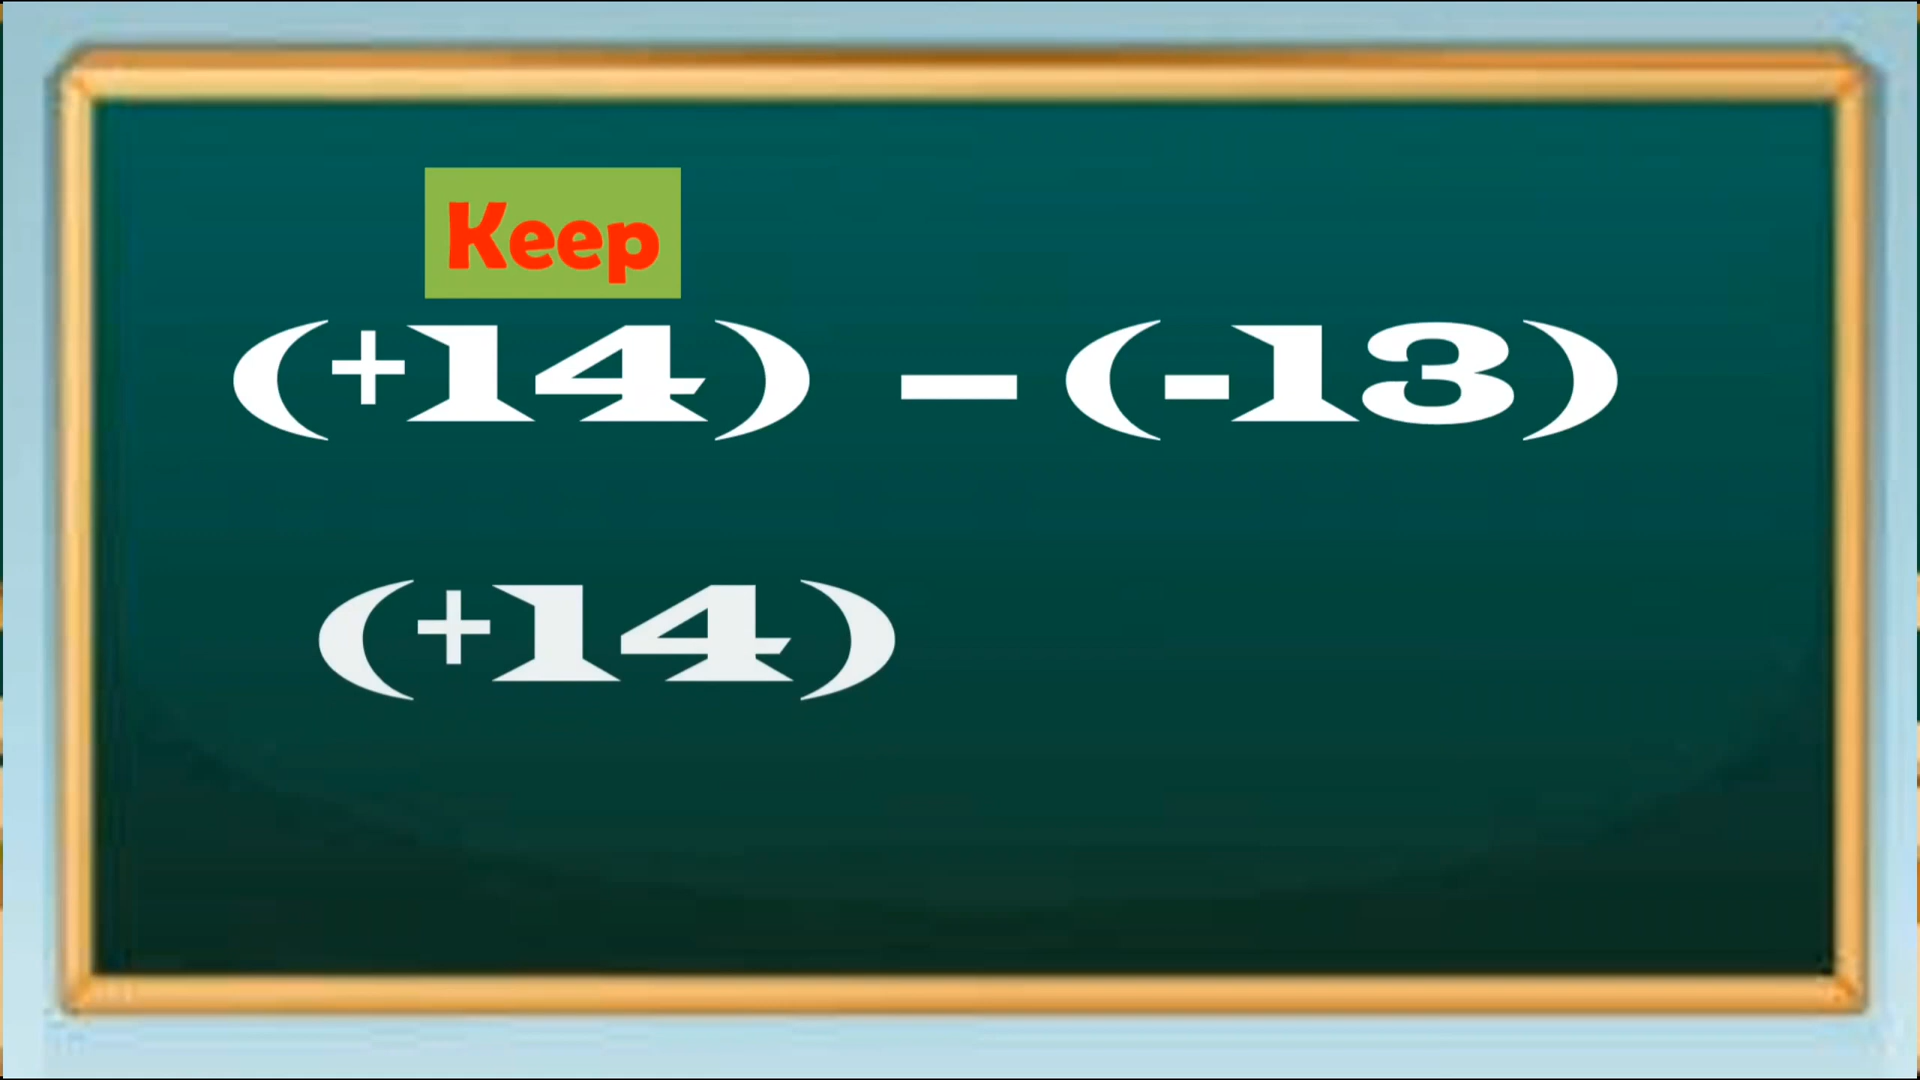 Keep
(+14) – (-13)
(+14)